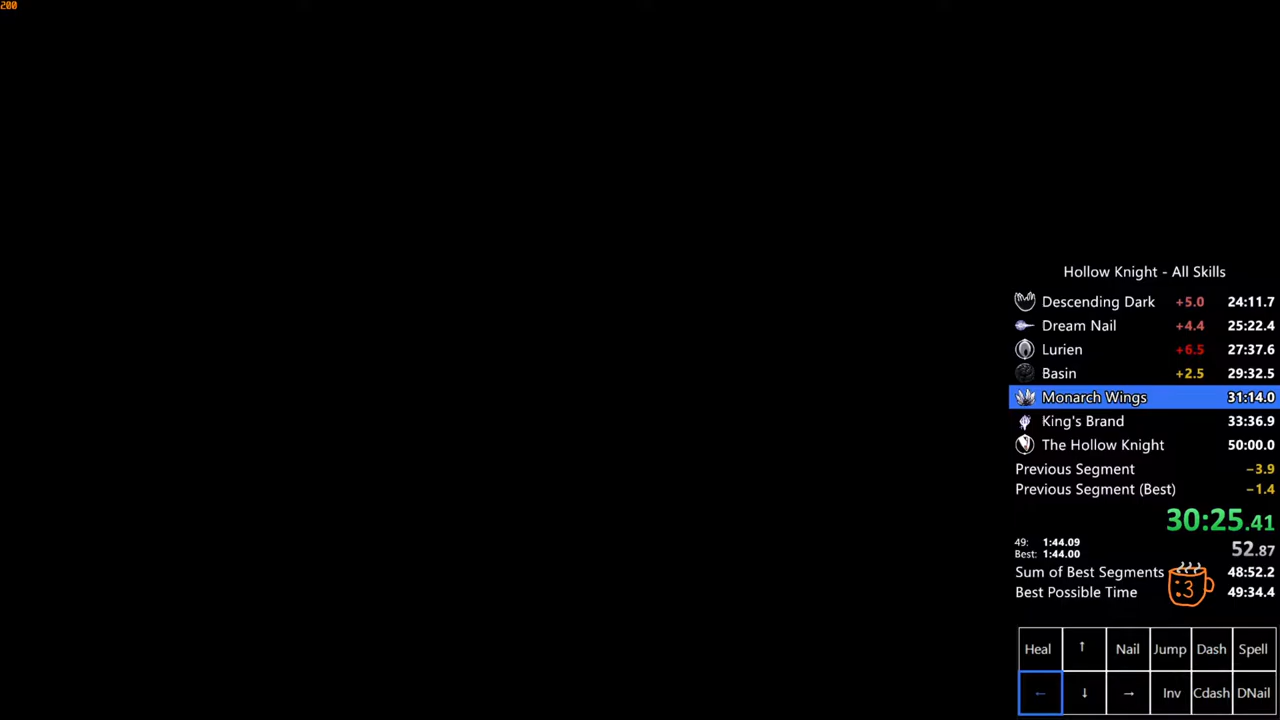 200
Hollow Knight - All Skills
Descending Dark +5.0 24:11.7
Dream Nail +4.4 25:22.4
Lurien +6.5 27:37.6
Basin +2.5 29:32.5
Monarch Wings 31:14.0
King's Brand 33:36.9
The Hollow Knight 50:00.0
Previous Segment −3.9
Previous Segment (Best) −1.4
30:25.41
49: 1:44.09
Best: 1:44.00
52.87
Sum of Best Segments 48:52.2
Best Possible Time 49:34.4
:3
Heal ↑ Nail Jump Dash Spell
← ↓ → Inv Cdash DNail